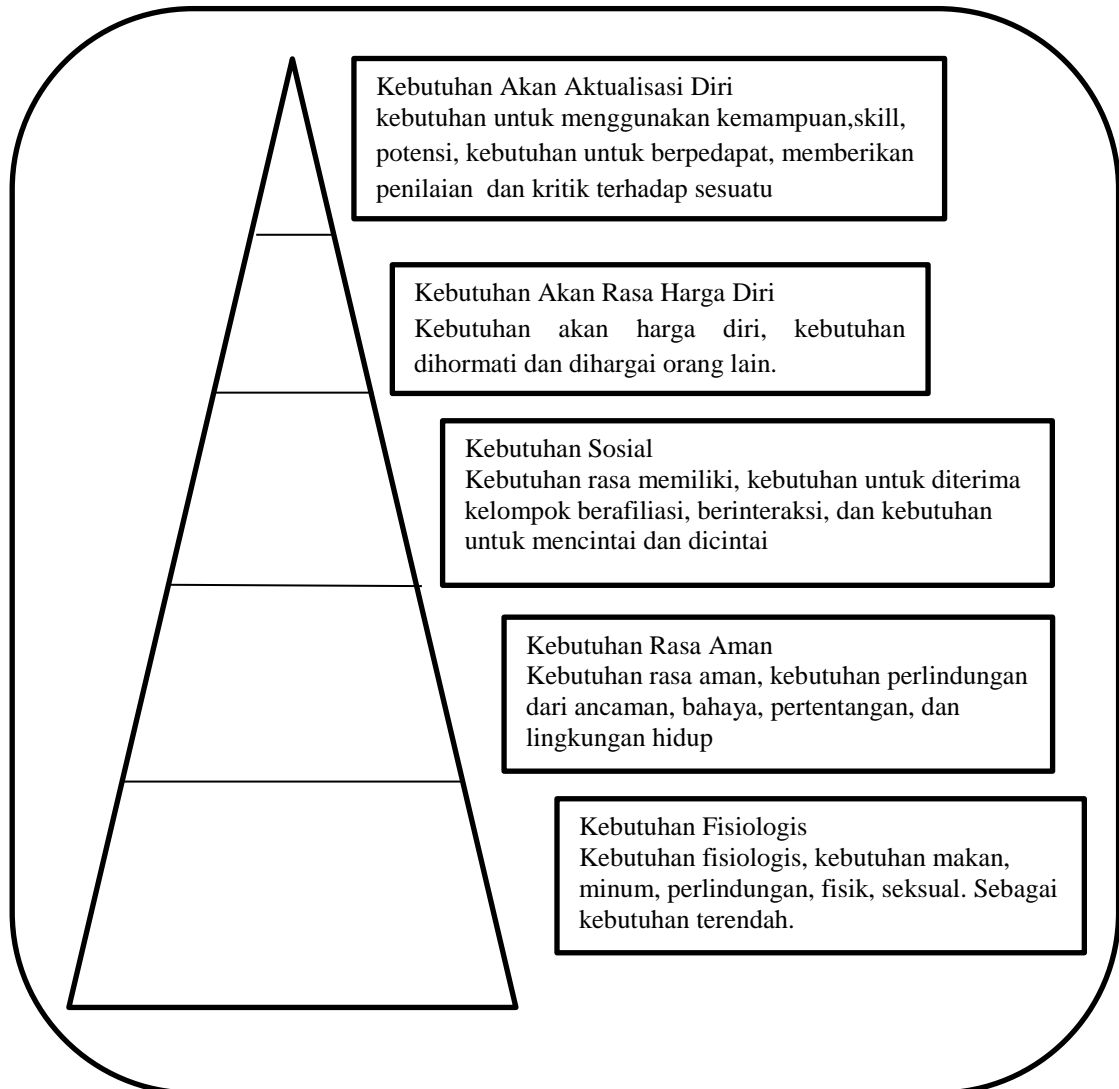 Kebutuhan Akan Aktualisasi Diri
kebutuhan untuk menggunakan kemampuan,skill,
potensi, kebutuhan untuk berpedapat, memberikan
penilaian dan kritik terhadap sesuatu
Kebutuhan Akan Rasa Harga Diri
Kebutuhan akan harga diri, kebutuhan
dihormati dan dihargai orang lain.
Kebutuhan Sosial
Kebutuhan rasa memiliki, kebutuhan untuk diterima
kelompok berafiliasi, berinteraksi, dan kebutuhan
untuk mencintai dan dicintai
Kebutuhan Rasa Aman
Kebutuhan rasa aman, kebutuhan perlindungan
dari ancaman, bahaya, pertentangan, dan
lingkungan hidup
Kebutuhan Fisiologis
Kebutuhan fisiologis, kebutuhan makan,
minum, perlindungan, fisik, seksual. Sebagai
kebutuhan terendah.